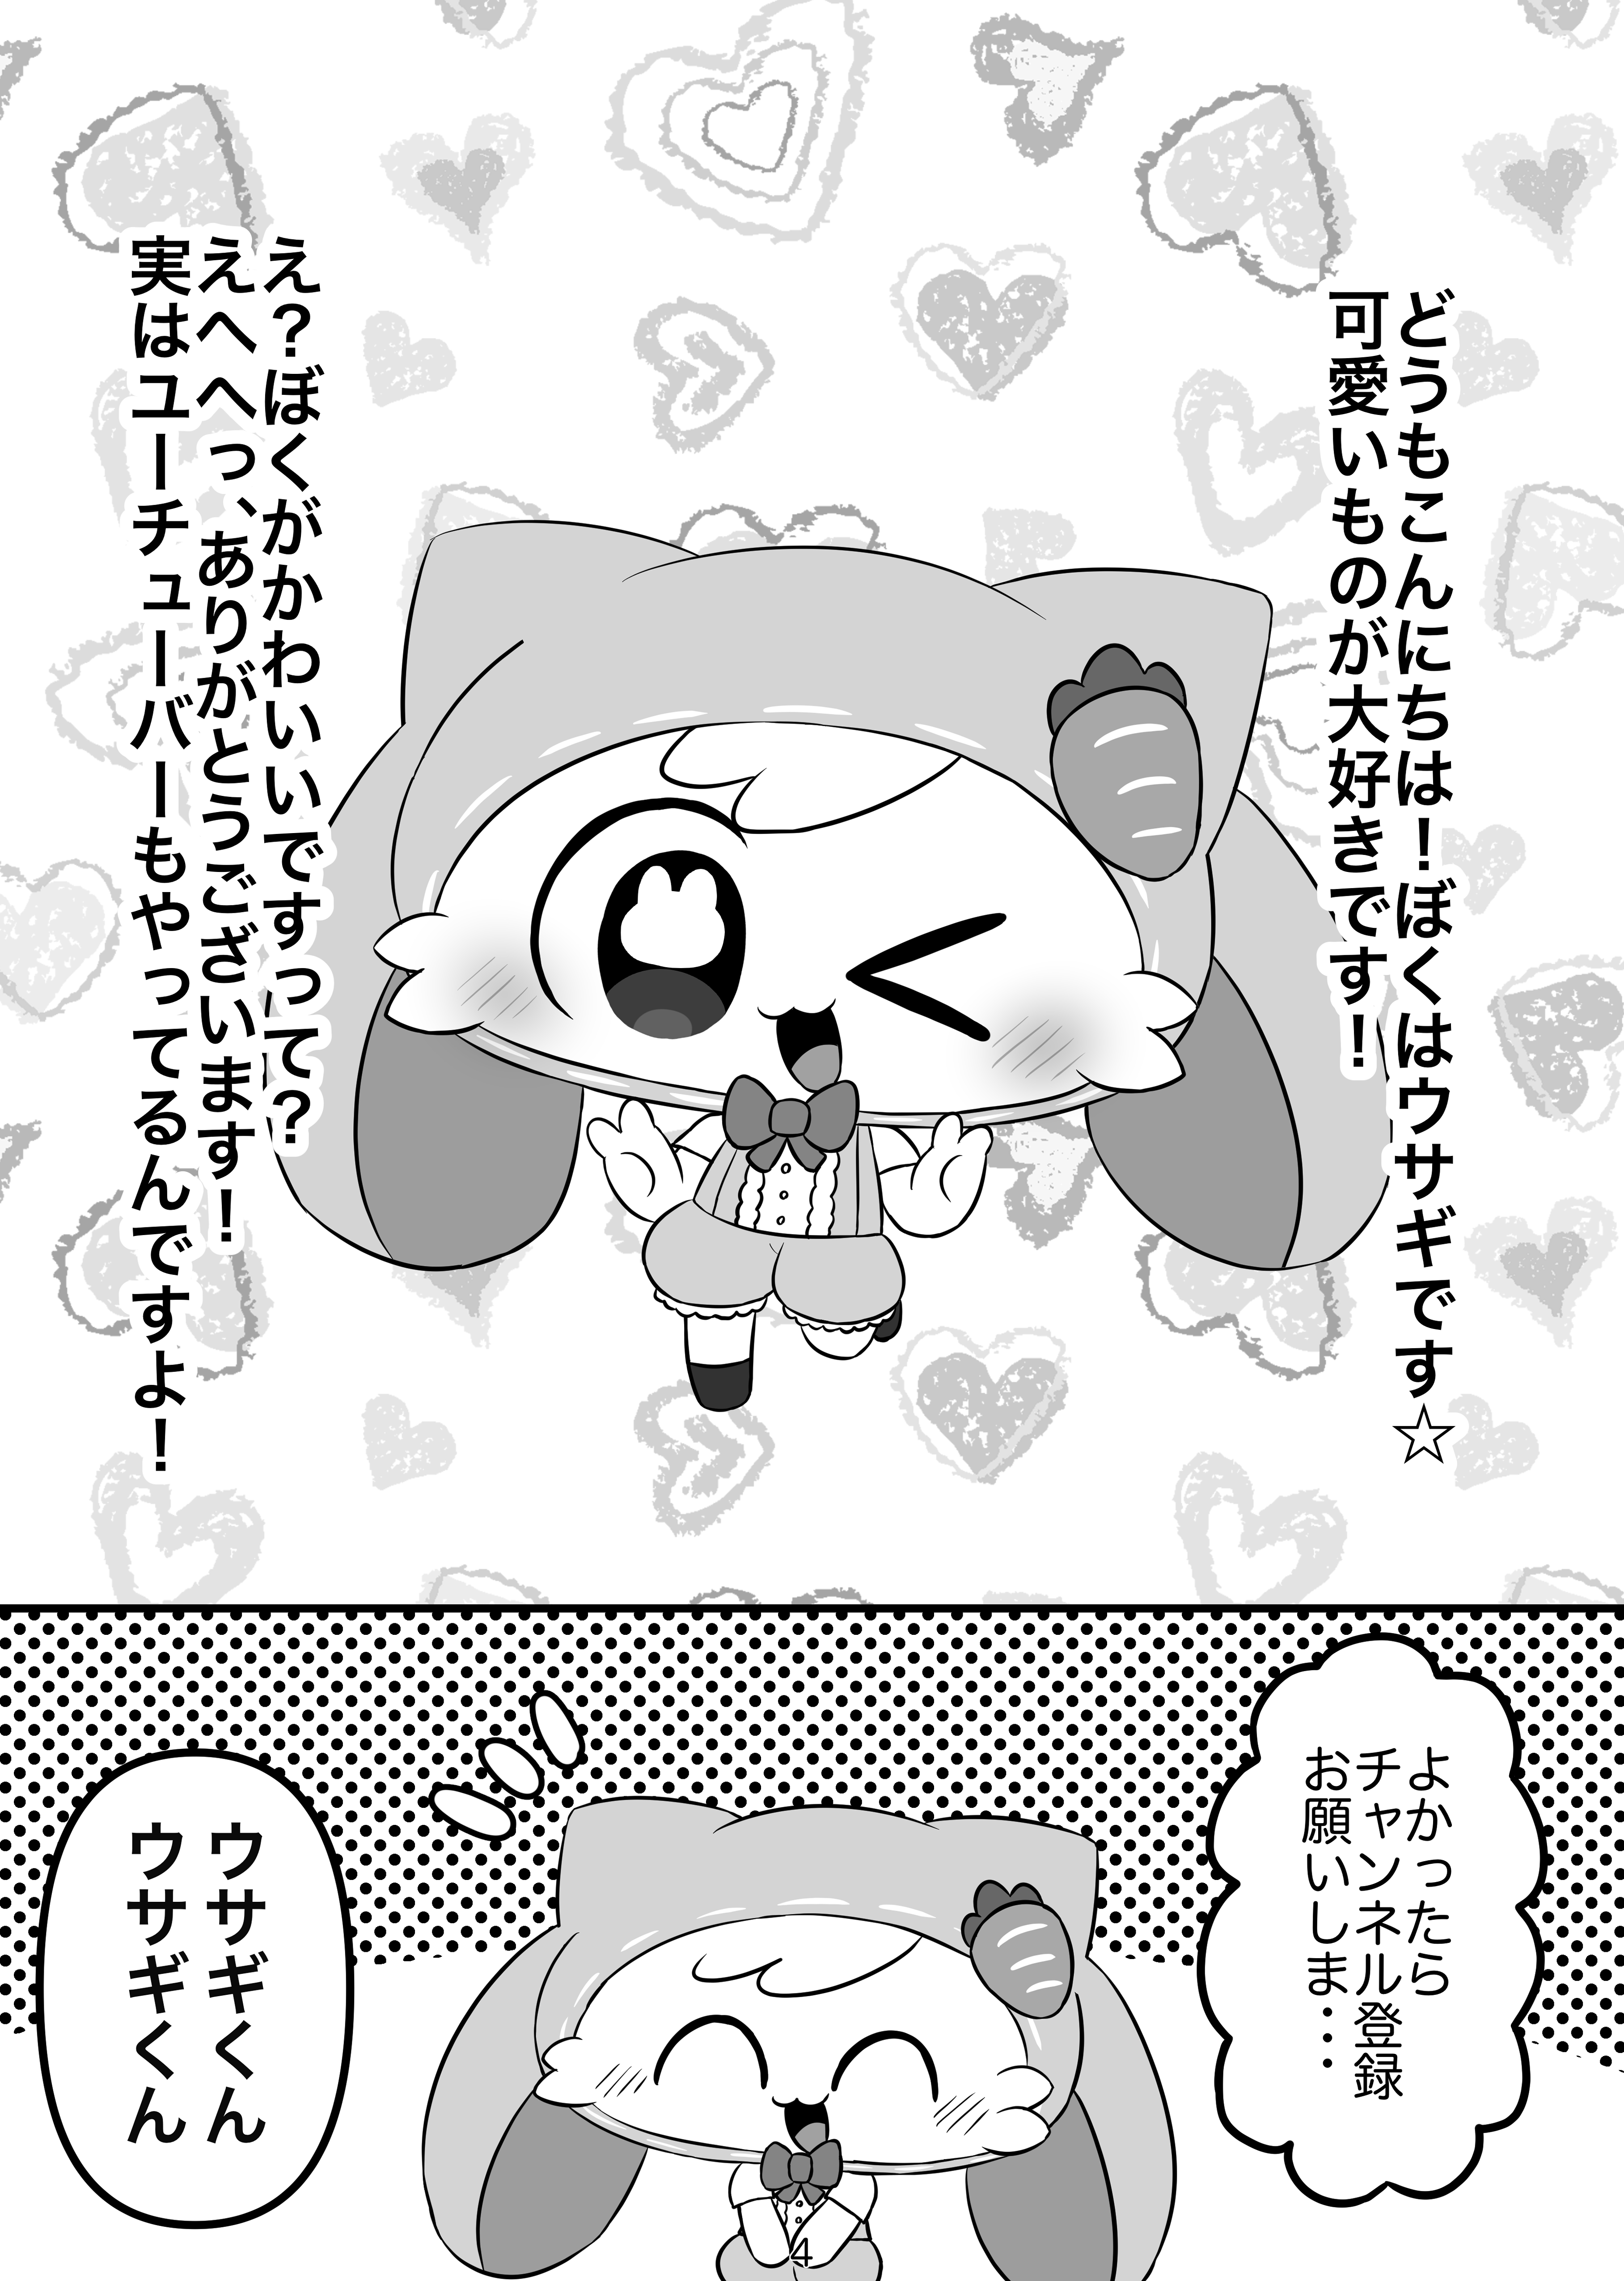 どうもこんにちは！ぼくはウサギです☆
可愛いものが大好きです！
え？ぼくがかわいいですって？
えへへっ、ありがとうございます！
実はユーチューバーもやってるんですよ！
よかったら
チャンネル登録
お願いしま……
ウサギくん
ウサギくん
4